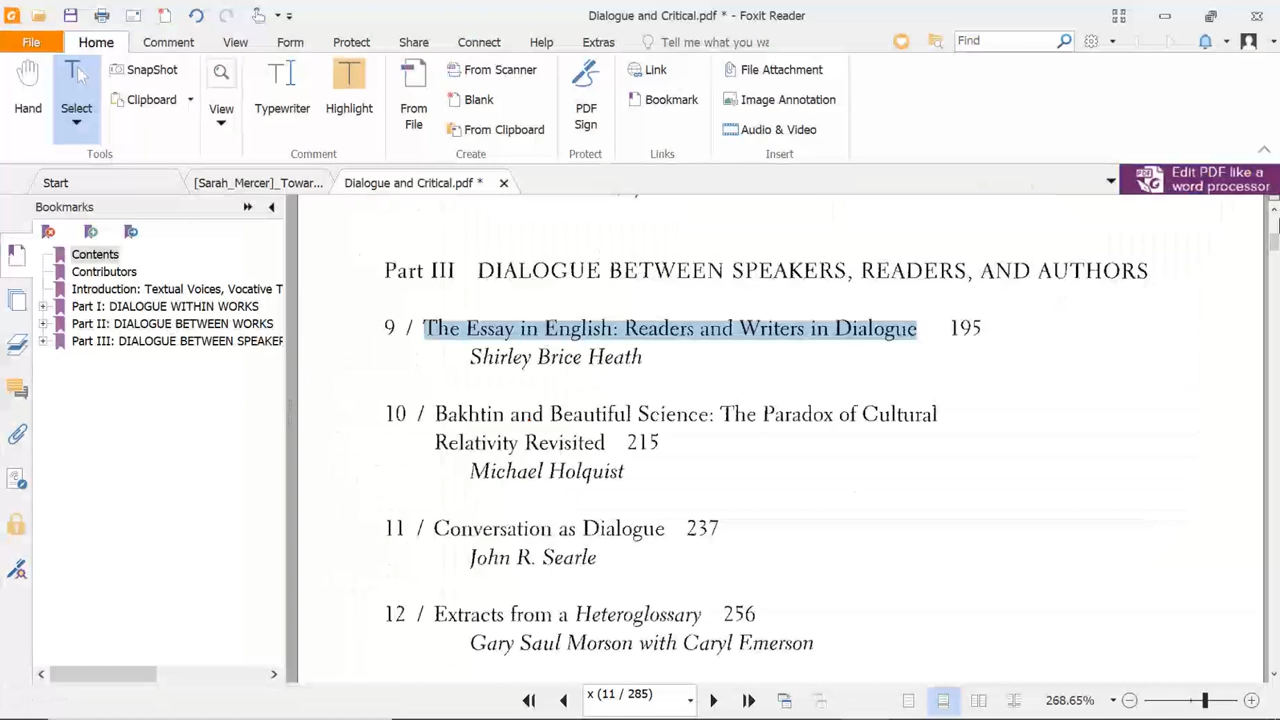 Dialogue and Critical.pdf * - Foxit Reader
File Home Comment View Form Protect Share Connect Help Extras Tell me what you wa Find
Hand
Select
SnapShot
Clipboard
Tools
View
Typewriter
Highlight
Comment
From File
From Scanner
Blank
From Clipboard
Create
PDF Sign
Protect
Link
Bookmark
Links
File Attachment
Image Annotation
Audio & Video
Insert
Start [Sarah_Mercer]_Towar... Dialogue and Critical.pdf *
Edit PDF like a
word processor
Bookmarks
Contents
Contributors
Introduction: Textual Voices, Vocative T
Part I: DIALOGUE WITHIN WORKS
Part II: DIALOGUE BETWEEN WORKS
Part III: DIALOGUE BETWEEN SPEAKER
Part III DIALOGUE BETWEEN SPEAKERS, READERS, AND AUTHORS
9 / The Essay in English: Readers and Writers in Dialogue 195
Shirley Brice Heath
10 / Bakhtin and Beautiful Science: The Paradox of Cultural
Relativity Revisited 215
Michael Holquist
11 / Conversation as Dialogue 237
John R. Searle
12 / Extracts from a Heteroglossary 256
Gary Saul Morson with Caryl Emerson
x (11 / 285)
268.65%